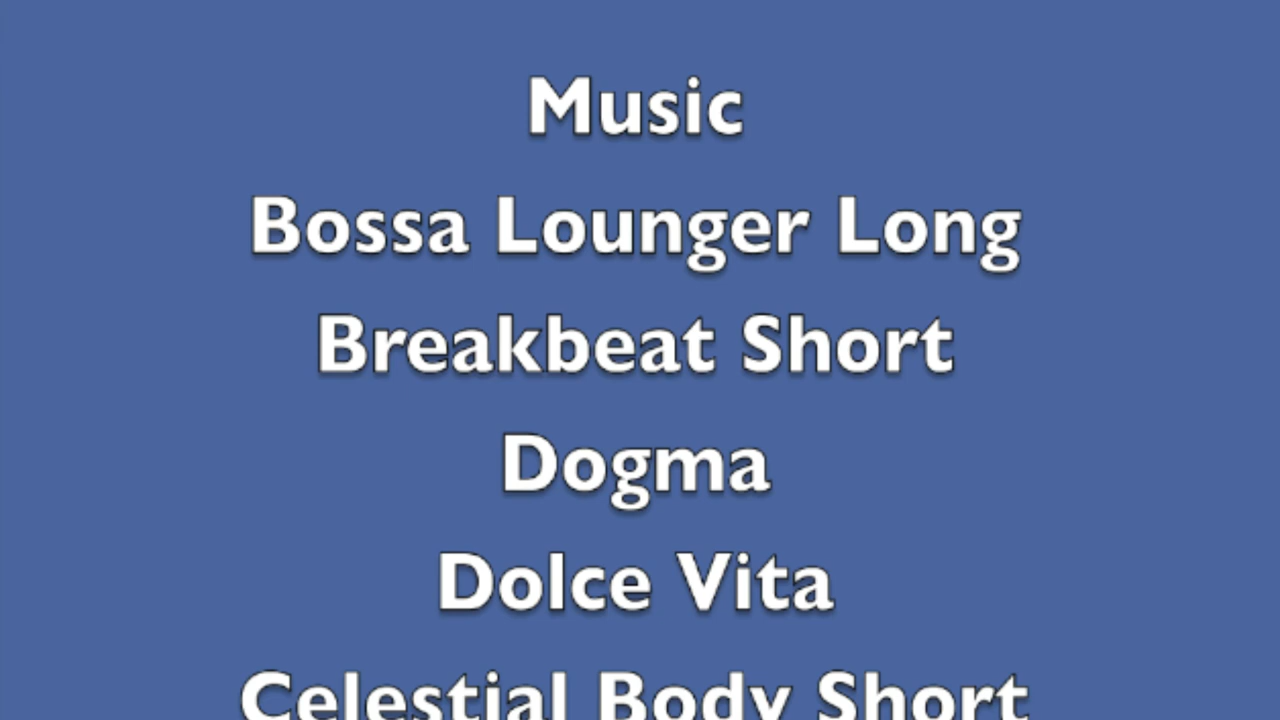 Music
Bossa Lounger Long
Breakbeat Short
Dogma
Dolce Vita
Celestial Body Short